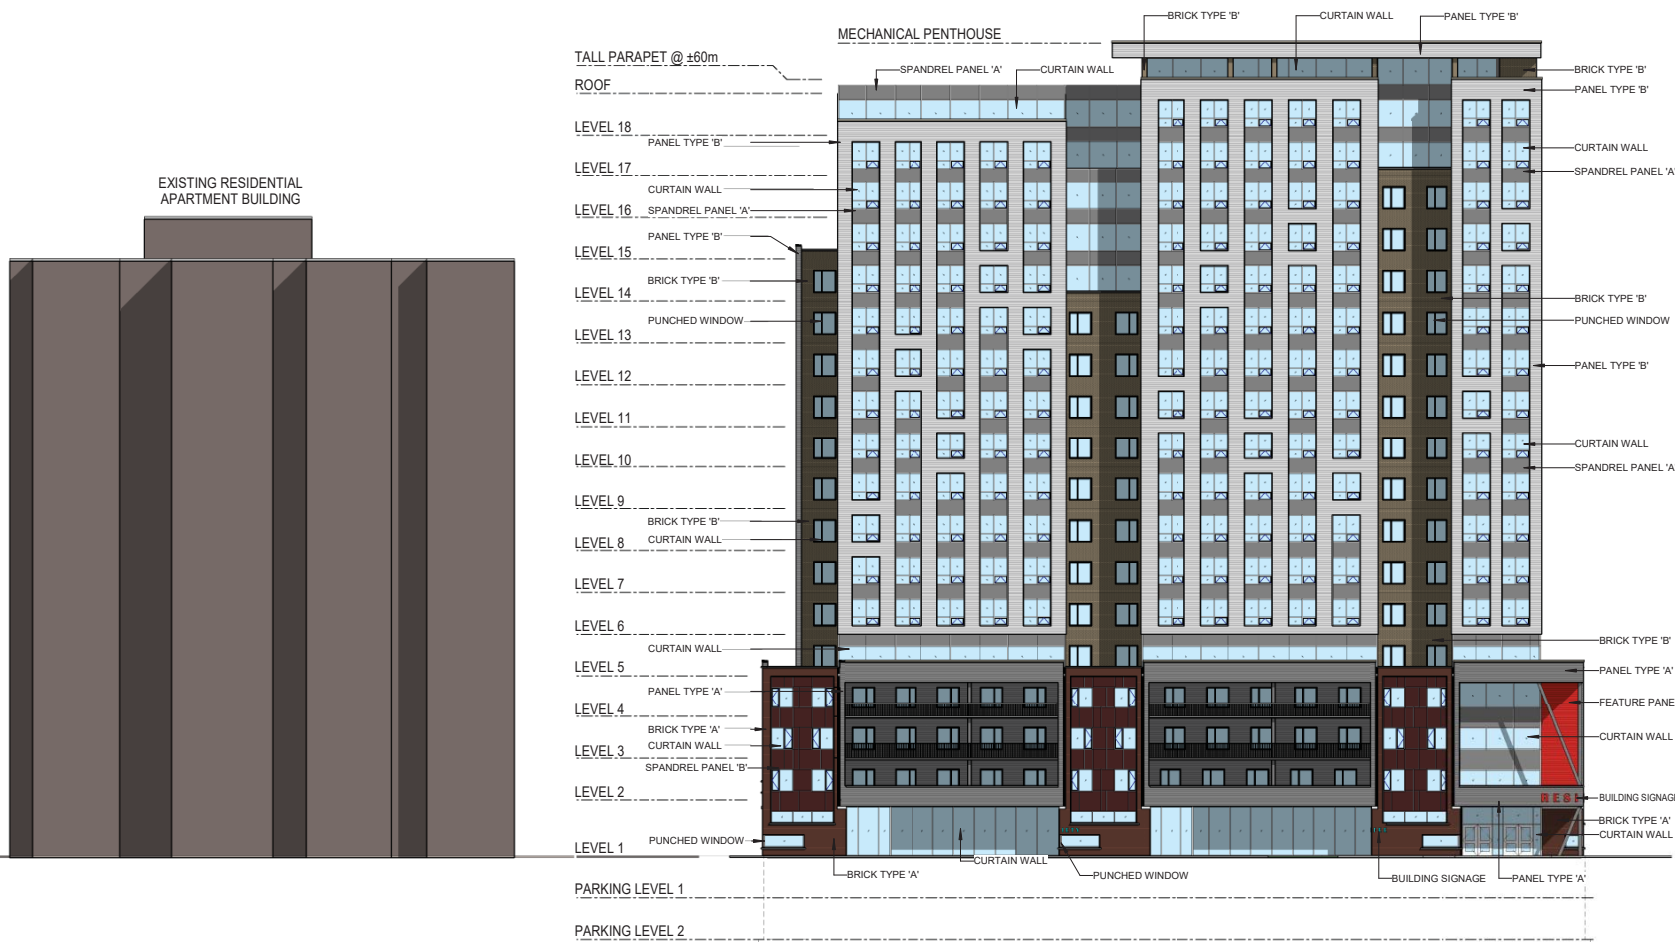 BRICK TYPE 'B'
CURTAIN WALL
PANEL TYPE 'B'
MECHANICAL PENTHOUSE
TALL PARAPET @ ±60m
SPANDREL PANEL 'A'
CURTAIN WALL
BRICK TYPE 'B'
ROOF
PANEL TYPE 'B'
LEVEL 18
PANEL TYPE 'B'
CURTAIN WALL
LEVEL 17
SPANDREL PANEL 'A'
EXISTING RESIDENTIAL
APARTMENT BUILDING
CURTAIN WALL
LEVEL 16
SPANDREL PANEL 'A'
PANEL TYPE 'B'
LEVEL 15
BRICK TYPE 'B'
LEVEL 14
BRICK TYPE 'B'
PUNCHED WINDOW
PUNCHED WINDOW
LEVEL 13
PANEL TYPE 'B'
LEVEL 12
LEVEL 11
CURTAIN WALL
LEVEL 10
SPANDREL PANEL 'A
LEVEL 9
BRICK TYPE 'B'
LEVEL 8
CURTAIN WALL
LEVEL 7
LEVEL 6
BRICK TYPE 'B'
CURTAIN WALL
LEVEL 5
PANEL TYPE 'A'
PANEL TYPE 'A'
LEVEL 4
FEATURE PANE
BRICK TYPE 'A'
CURTAIN WALL
CURTAIN WALL
LEVEL 3
SPANDREL PANEL 'B'
LEVEL 2
RESI
BUILDING SIGNAGE
BRICK TYPE 'A'
CURTAIN WALL
PUNCHED WINDOW
LEVEL 1
CURTAIN WALL
BRICK TYPE 'A'
PUNCHED WINDOW
BUILDING SIGNAGE
PANEL TYPE 'A'
PARKING LEVEL 1
PARKING LEVEL 2